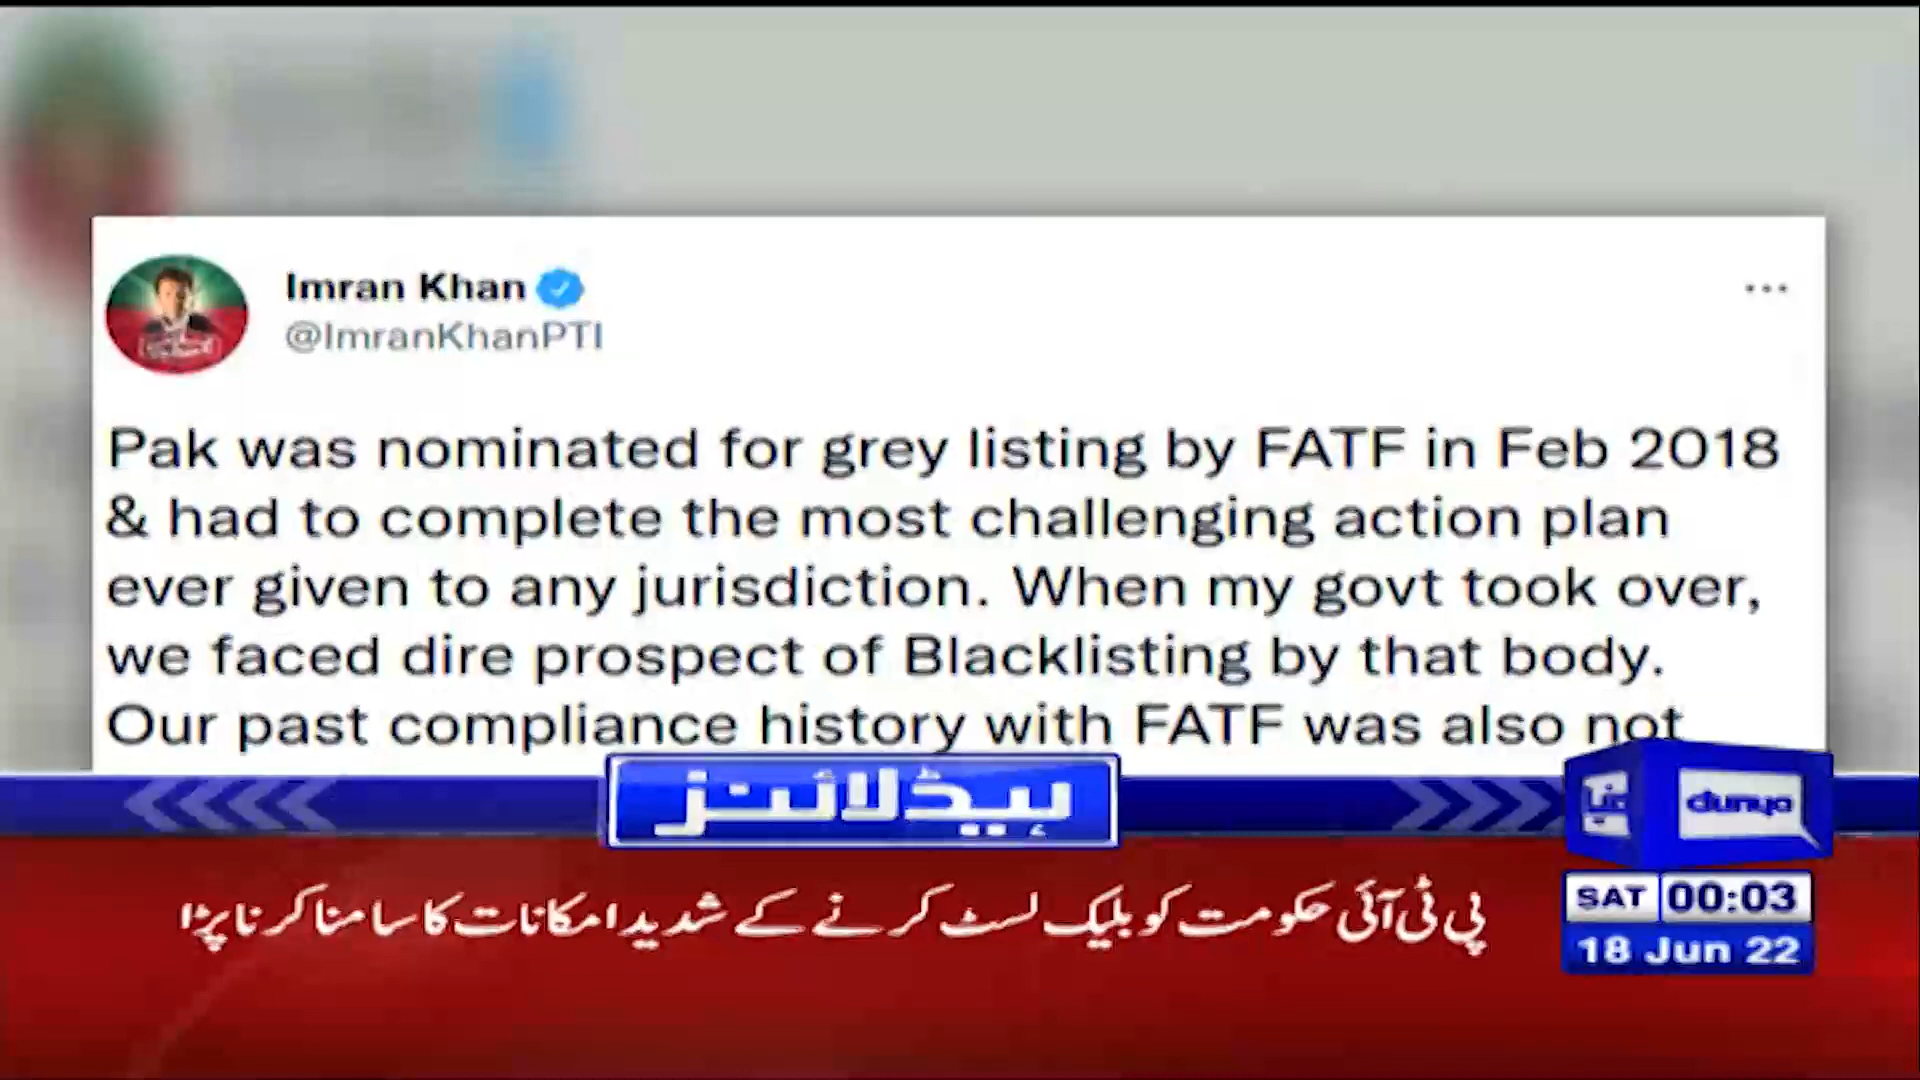 Imran Khan
@ImranKhanPTI
Pak was nominated for grey listing by FATF in Feb 2018
& had to complete the most challenging action plan
ever given to any jurisdiction. When my govt took over,
we faced dire prospect of Blacklisting by that body.
Our past compliance history with FATF was also not
ہیڈلائنز
دنیا
dunya
پی ٹی آئی حکومت کو بلیک لسٹ کرنے کے شدید امکانات کا سامنا کرنا پڑا
SAT 00:03
18 Jun 22